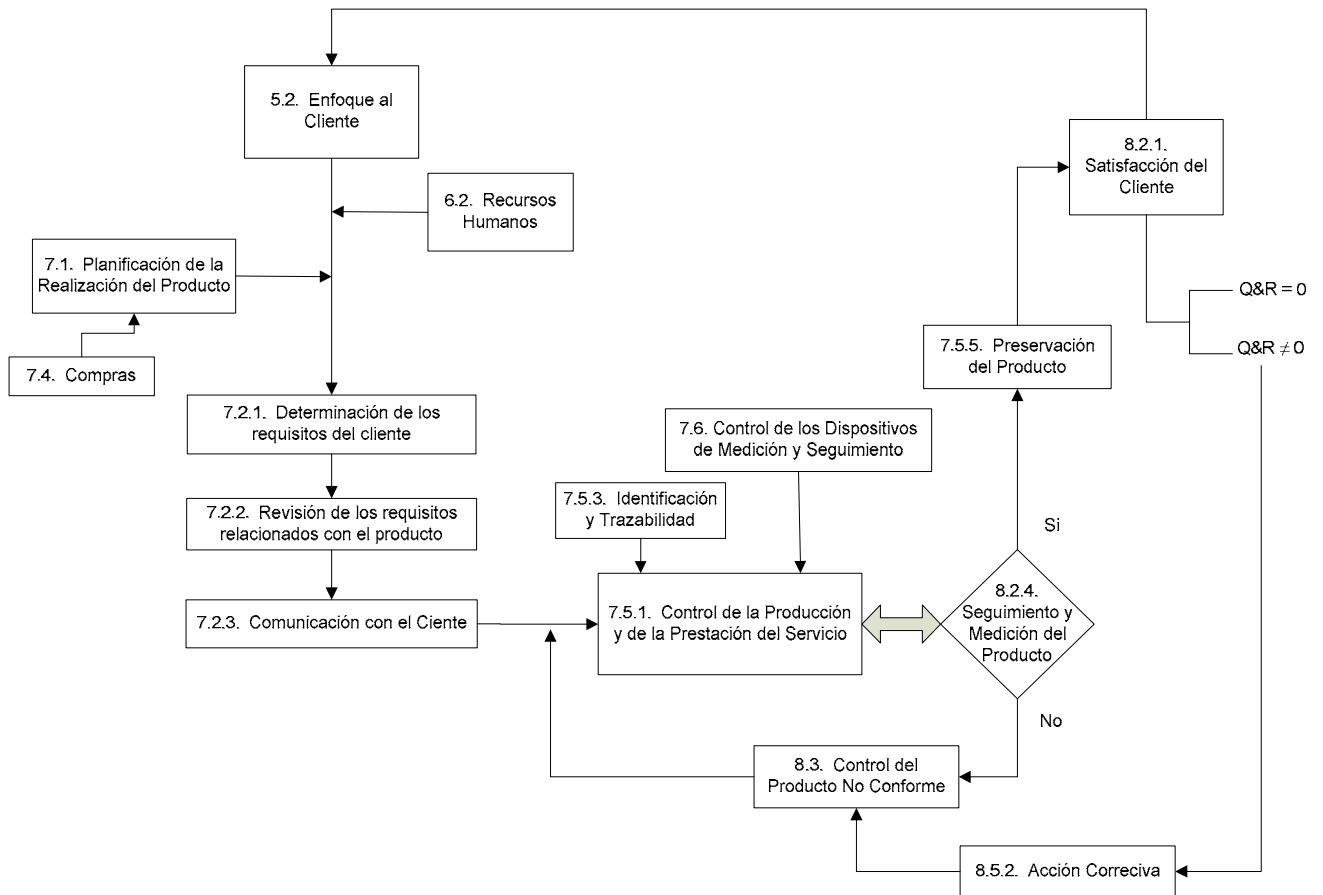 5.2. Enfoque al
Cliente
8.2.1.
Satisfacción del
Cliente
6.2. Recursos
Humanos
7.1. Planificación de la
Realización del Producto
7.4. Compras
Q&R = 0
Q&R ≠ 0
7.5.5. Preservación
del Producto
7.2.1. Determinación de los
requisitos del cliente
7.6. Control de los Dispositivos
de Medición y Seguimiento
7.5.3. Identificación
y Trazabilidad
7.2.2. Revisión de los requisitos
relacionados con el producto
Si
7.2.3. Comunicación con el Ciente
7.5.1. Control de la Producción
y de la Prestación del Servicio
8.2.4.
Seguimiento y
Medición del
Producto
No
8.3. Control del
Producto No Conforme
8.5.2. Acción Correciva